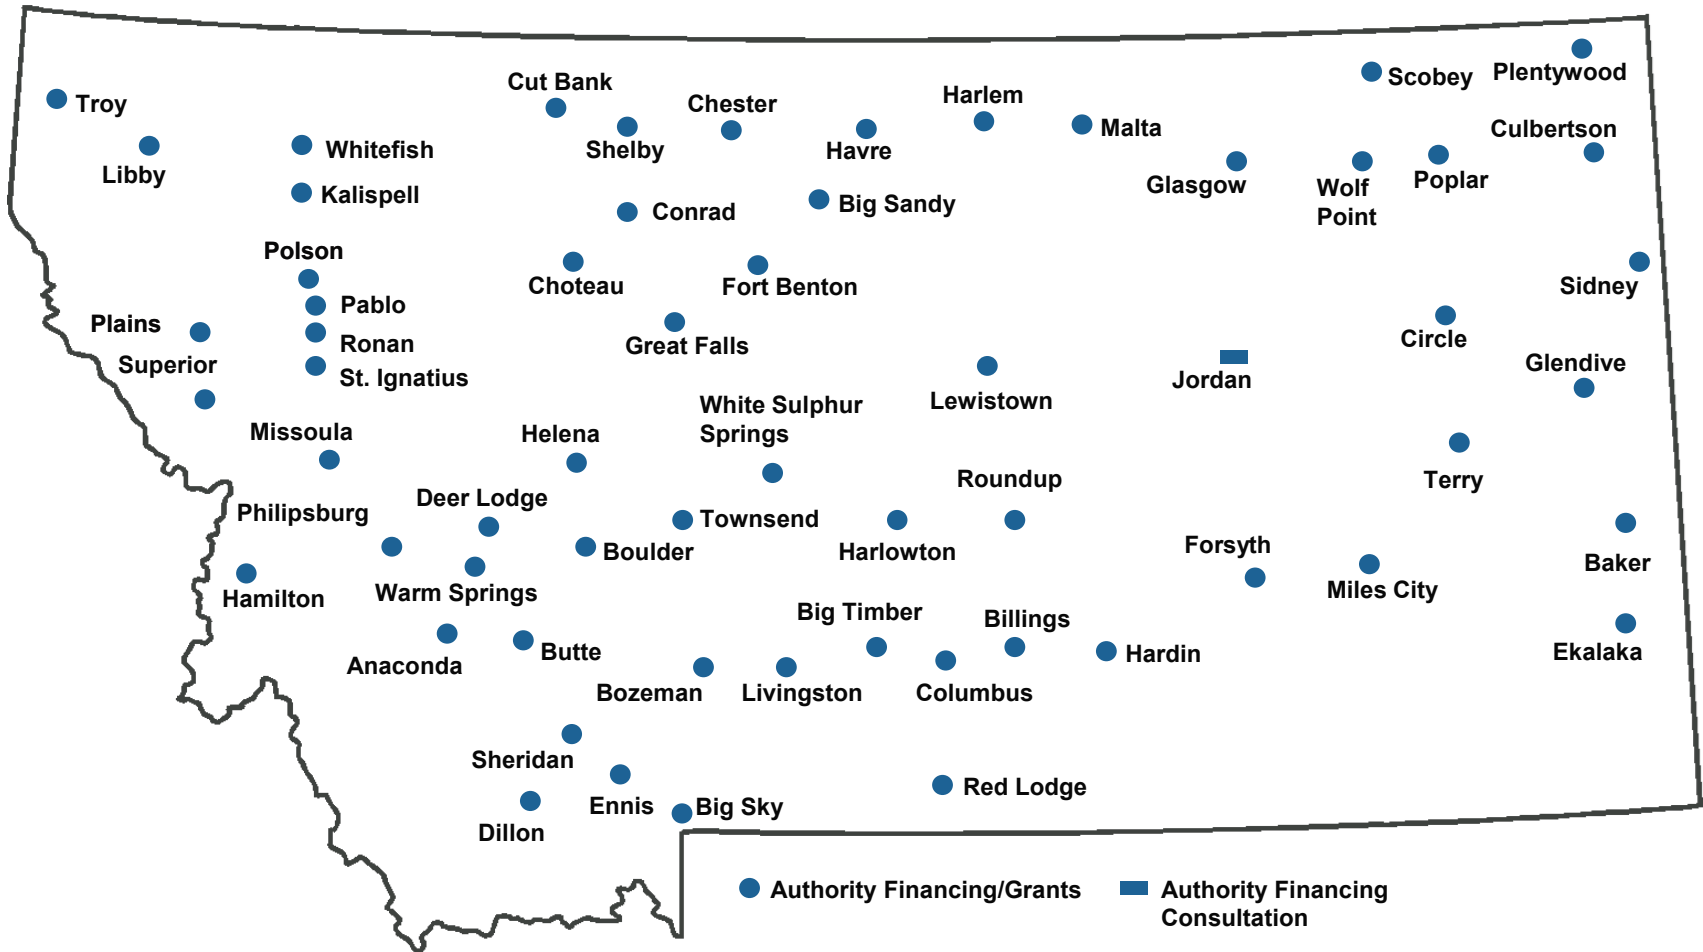 Plentywood
Scobey
Cut Bank
Troy
Chester
Harlem
Malta
Culbertson
Whitefish
Shelby
Havre
Libby
Glasgow
Wolf
Point
Poplar
Kalispell
Conrad
Big Sandy
Polson
Choteau
Fort Benton
Sidney
Pablo
Plains
Ronan
Great Falls
Circle
Superior
St. Ignatius
Jordan
Glendive
Lewistown
White Sulphur
Springs
Missoula
Helena
Terry
Roundup
Deer Lodge
Philipsburg
Townsend
Boulder
Harlowton
Forsyth
Baker
Hamilton
Warm Springs
Miles City
Big Timber
Billings
Anaconda
Butte
Hardin
Ekalaka
Bozeman
Livingston
Columbus
Sheridan
Red Lodge
Ennis
Big Sky
Dillon
Authority Financing/Grants
Authority Financing
Consultation